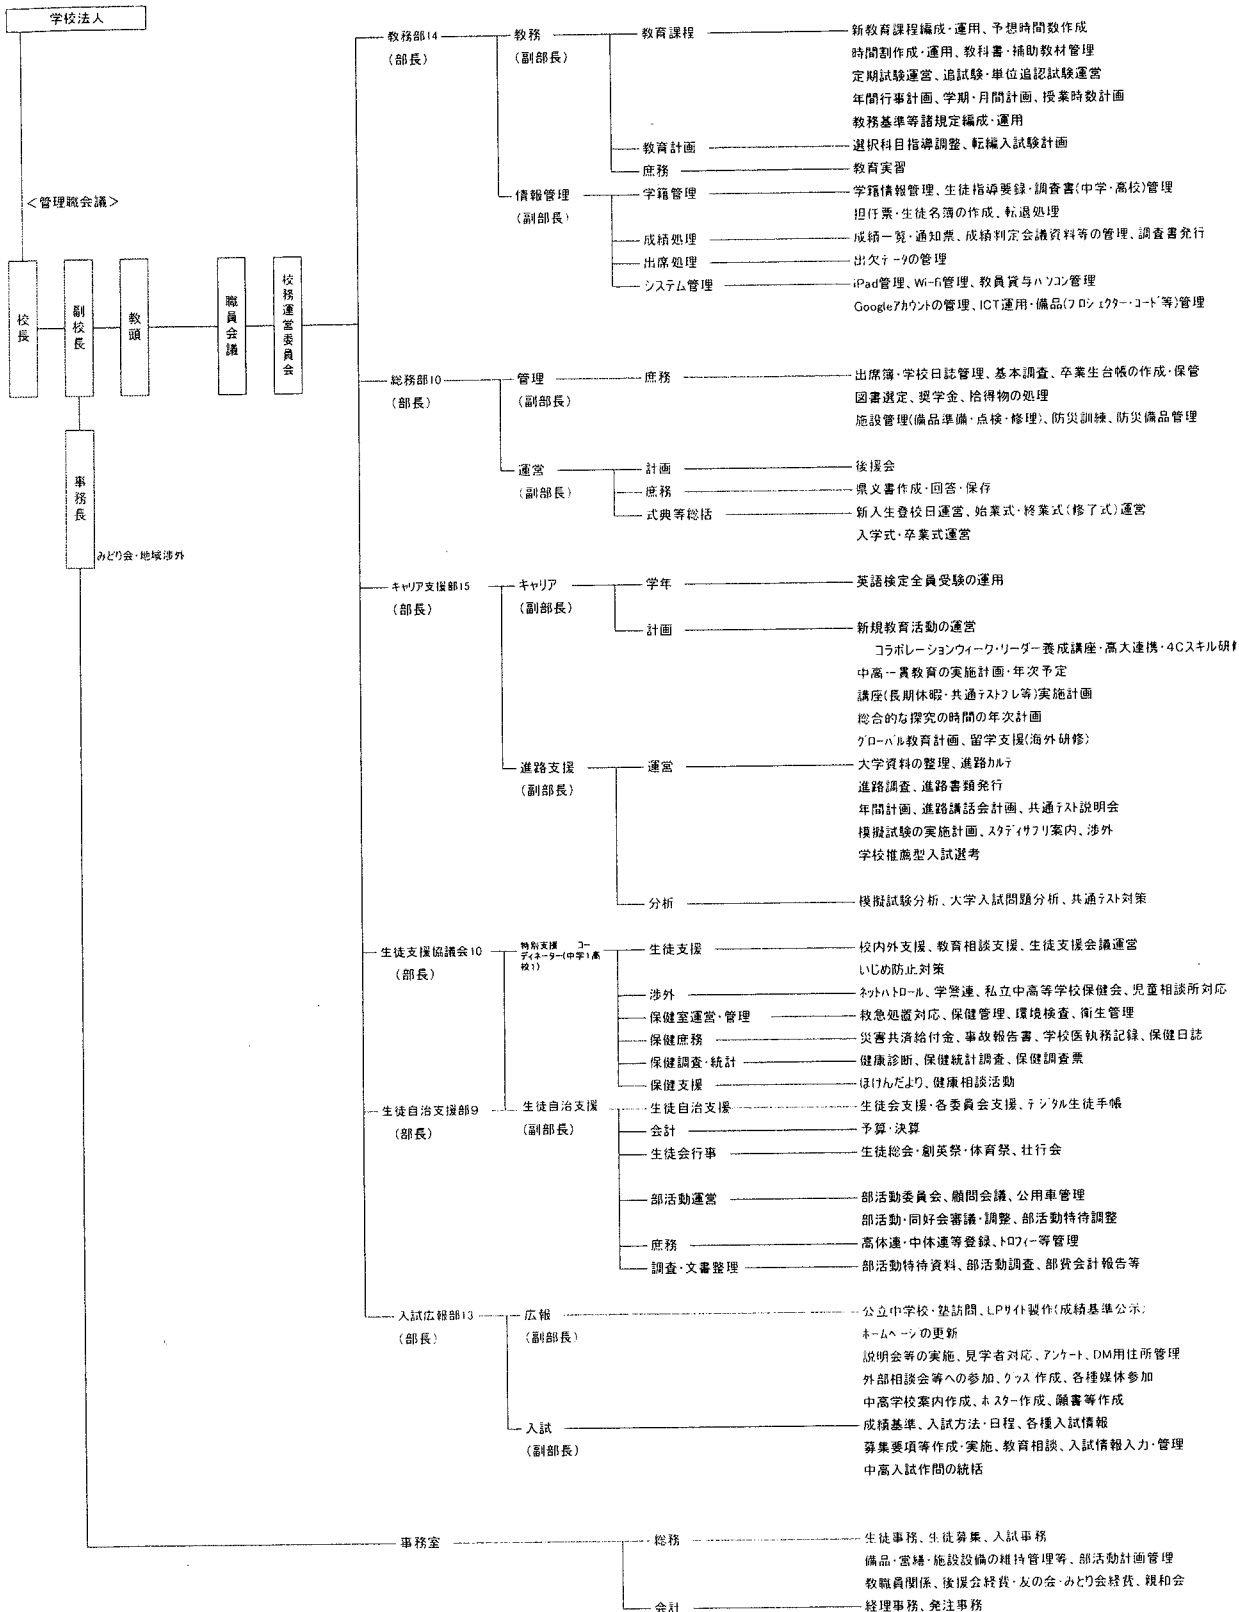 学校法人
<管理職会議>
校長
副校長
教頭
職員会議
校務運営委員会
事務長
みどり会・地域渉外
教務部14
(部長)
教務
(副部長)
教育課程
新教育課程編成・運用、予想時間数作成
時間割作成・運用、教科書・補助教材管理
定期試験運営、追試験・単位追認試験運営
年間行事計画、学期・月間計画、授業時数計画
教務基準等諸規定編成・運用
教育計画
選択科目指導調整、転編入試験計画
庶務
教育実習
情報管理
(副部長)
学籍管理
学籍情報管理、生徒指導要録・調査書(中学・高校)管理
担任票・生徒名簿の作成、転退処理
成績処理
成績一覧・通知票、成績判定会議資料等の管理、調査書発行
出席処理
出欠データの管理
システム管理
iPad管理、Wi-fi管理、教員貸与パソコン管理
Googleアカウントの管理、ICT運用・備品(プロジェクター・コード等)管理
総務部10
(部長)
管理
(副部長)
庶務
出席簿・学校日誌管理、基本調査、卒業生台帳の作成・保管
図書選定、奨学金、拾得物の処理
施設管理(備品準備・点検・修理)、防災訓練、防災備品管理
運営
(副部長)
計画
後援会
庶務
県文書作成・回答・保存
式典等総括
新入生登校日運営、始業式・終業式(修了式)運営
入学式・卒業式運営
キャリア支援部15
(部長)
キャリア
(副部長)
学年
英語検定全員受験の運用
計画
新規教育活動の運営
コラボレーションウィーク・リーダー養成講座・高大連携・4Cスキル研
中高一貫教育の実施計画・年次予定
講座(長期休暇・共通テストプレ等)実施計画
総合的な探究の時間の年次計画
グローバル教育計画、留学支援(海外研修)
進路支援
(副部長)
運営
大学資料の整理、進路カルテ
進路調査、進路書類発行
年間計画、進路講話会計画、共通テスト説明会
模擬試験の実施計画、スタディサプリ案内、渉外
学校推薦型入試選考
分析
模擬試験分析、大学入試問題分析、共通テスト対策
生徒支援協議会10
(部長)
特別支援 コー
ディネーター(中学1高
校1)
生徒支援
校内外支援、教育相談支援、生徒支援会議運営
いじめ防止対策
渉外
ネットパトロール、学警連、私立中高等学校保健会、児童相談所対応
保健室運営・管理
救急処置対応、保健管理、環境検査、衛生管理
保健庶務
災害共済給付金、事故報告書、学校医執務記録、保健日誌
保健調査・統計
健康診断、保健統計調査、保健調査票
保健支援
ほけんだより、健康相談活動
生徒自治支援部9
(部長)
生徒自治支援
(副部長)
生徒自治支援
生徒会支援・各委員会支援、デジタル生徒手帳
会計
予算・決算
生徒会行事
生徒総会・創英祭・体育祭、壮行会
部活動運営
部活動委員会、顧問会議、公用車管理
部活動・同好会審議・調整、部活動特待調整
庶務
高体連・中体連等登録、トロフィー等管理
調査・文書整理
部活動特待資料、部活動調査、部費会計報告等
入試広報部13
(部長)
広報
(副部長)
公立中学校・塾訪問、LPサイト製作(成績基準公示)
ホームページの更新
説明会等の実施、見学者対応、アンケート、DM用住所管理
外部相談会等への参加、グッズ作成、各種媒体参加
中高学校案内作成、ポスター作成、願書等作成
入試
(副部長)
成績基準、入試方法・日程、各種入試情報
募集要項等作成・実施、教育相談、入試情報入力・管理
中高入試作問の統括
事務室
総務
生徒事務、生徒募集、入試事務
備品・営繕・施設設備の維持管理等、部活動計画管理
教職員関係、後援会経費・友の会・みどり会経費、親和会
会計
経理事務、発注事務